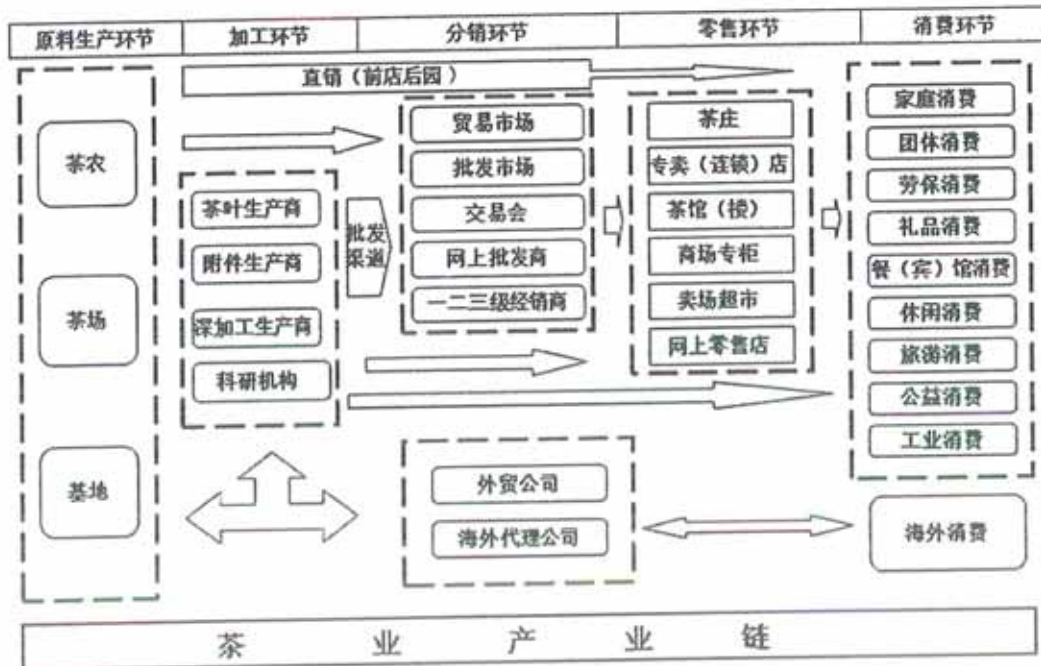 原料生产环节
加工环节
分销环节
零售环节
消费环节
直销（前店后园）
茶农
茶场
基地
茶叶生产商
附件生产商
深加工生产商
科研机构
批发
渠道
贸易市场
批发市场
交易会
网上批发商
一二三级经销商
茶庄
专卖（连锁）店
茶馆（楼）
商场专柜
卖场超市
网上零售店
家庭消费
团体消费
劳保消费
礼品消费
餐（宾）馆消费
休闲消费
旅游消费
公益消费
工业消费
外贸公司
海外代理公司
海外消费
茶业产业链